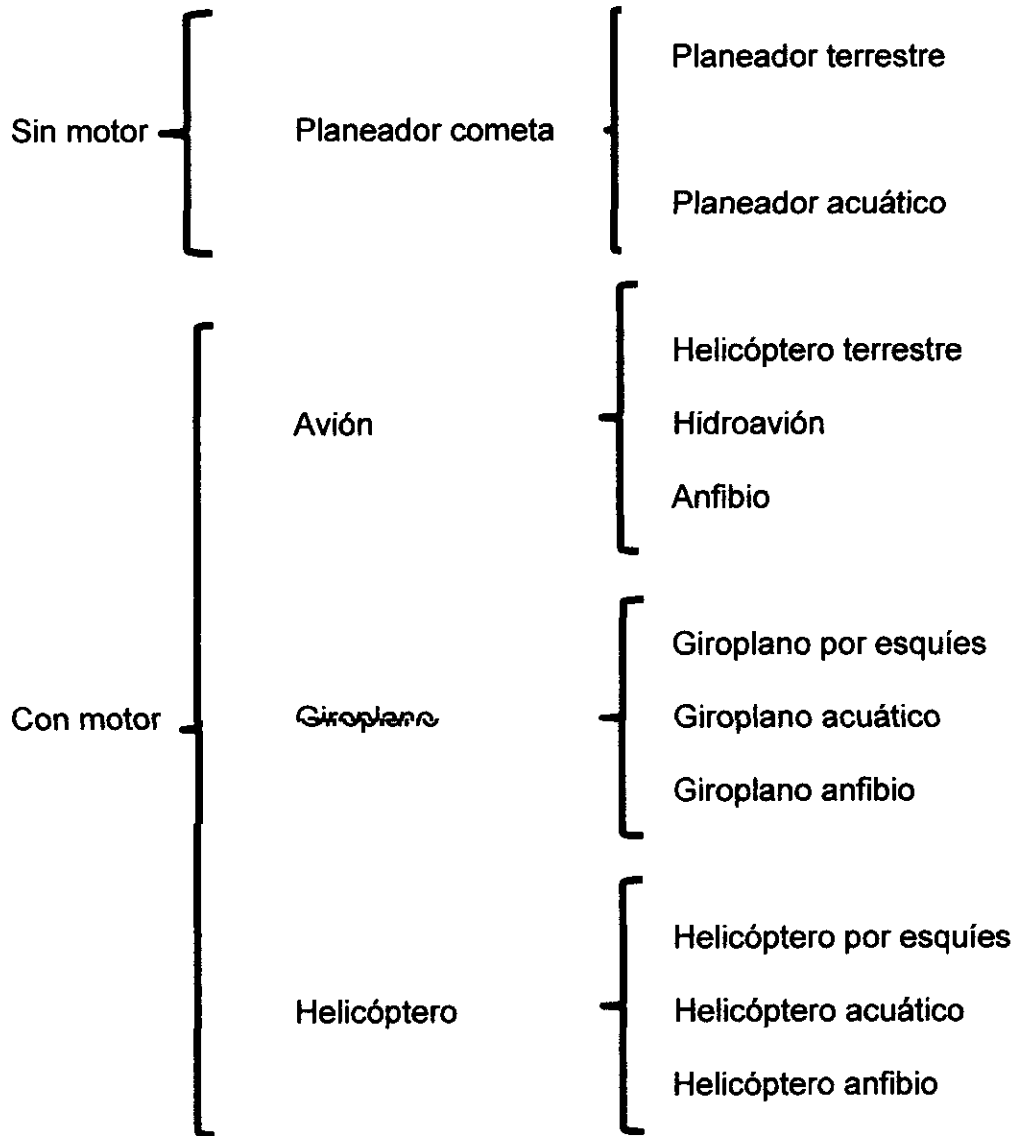 Sin motor
Planeador cometa
Planeador terrestre
Planeador acuático
Con motor
Avión
Helicóptero terrestre
Hidroavión
Anfibio
Giroplano
Giroplano por esquíes
Giroplano acuático
Giroplano anfibio
Helicóptero
Helicóptero por esquíes
Helicóptero acuático
Helicóptero anfibio